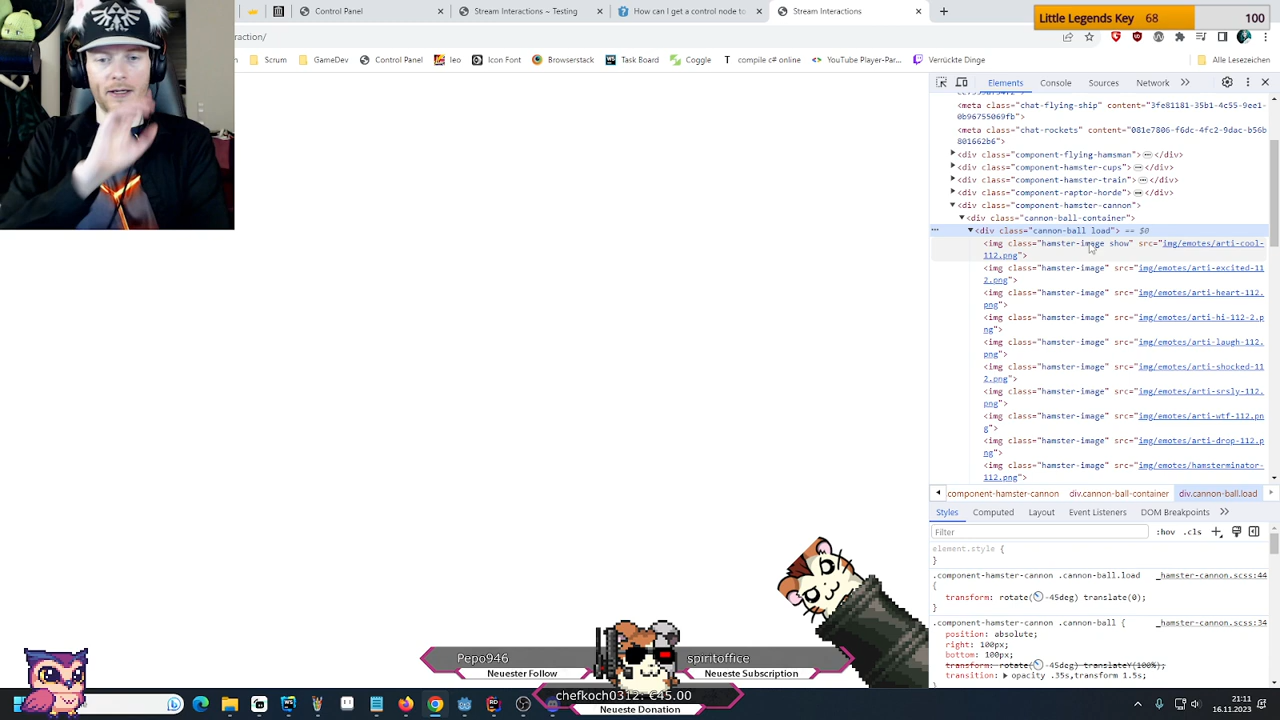 Control Panel
Stream Interactions ~ Testing
How can I get a control node to
Stream Interactions
Little Legends Key 68 100
raction/
Scrum
GameDev
Control Panel
leo
Icon Font
Browserstack
Task Board
Coggle
compile c# online
YouTube Player-Par...
Verrückte Dinge
Alle Lesezeichen
Elements Console Sources Network
<meta class="chat-flying-ship" content="3fe81181-35b1-4c55-9ee1-
0b96755069fb">
<meta class="chat-rockets" content="081e7806-f6dc-4fc2-9dac-b56b
801662b6">
<div class="component-flying-hamsman"> </div>
<div class="component-hamster-cups"> </div>
<div class="component-hamster-train"> </div>
<div class="component-raptor-horde"> </div>
<div class="component-hamster-cannon">
<div class="cannon-ball-container">
<div class="cannon-ball load"> == $0
<img class="hamster-image show" src="img/emotes/arti-cool-
112.png">
<img class="hamster-image" src="img/emotes/arti-excited-11
2.png">
<img class="hamster-image" src="img/emotes/arti-heart-112.
png">
<img class="hamster-image" src="img/emotes/arti-hi-112-2.p
ng">
<img class="hamster-image" src="img/emotes/arti-laugh-112.
png">
<img class="hamster-image" src="img/emotes/arti-shocked-11
2.png">
<img class="hamster-image" src="img/emotes/arti-srsly-112.
png">
<img class="hamster-image" src="img/emotes/arti-wtf-112.pn
g">
<img class="hamster-image" src="img/emotes/arti-drop-112.p
ng">
<img class="hamster-image" src="img/emotes/hamsterminator-
112.png">
component-hamster-cannon div.cannon-ball-container div.cannon-ball.load
Styles Computed Layout Event Listeners DOM Breakpoints
Filter :hov .cls
element.style {
}
.component-hamster-cannon .cannon-ball.load _hamster-cannon.scss:44
{
transform: rotate(-45deg) translate(0);
}
.component-hamster-cannon .cannon-ball { _hamster-cannon.scss:34
position: absolute;
right: 100px;
bottom: 100px;
transform: rotate(-45deg) translateY(100%);
transition: opacity .35s,transform 1.5s;
Pepo946
Neuester Follow
spiritoffice
Neueste Subscription
chefkoch0312: €45.00
Neueste Donation
21:11
16.11.2023